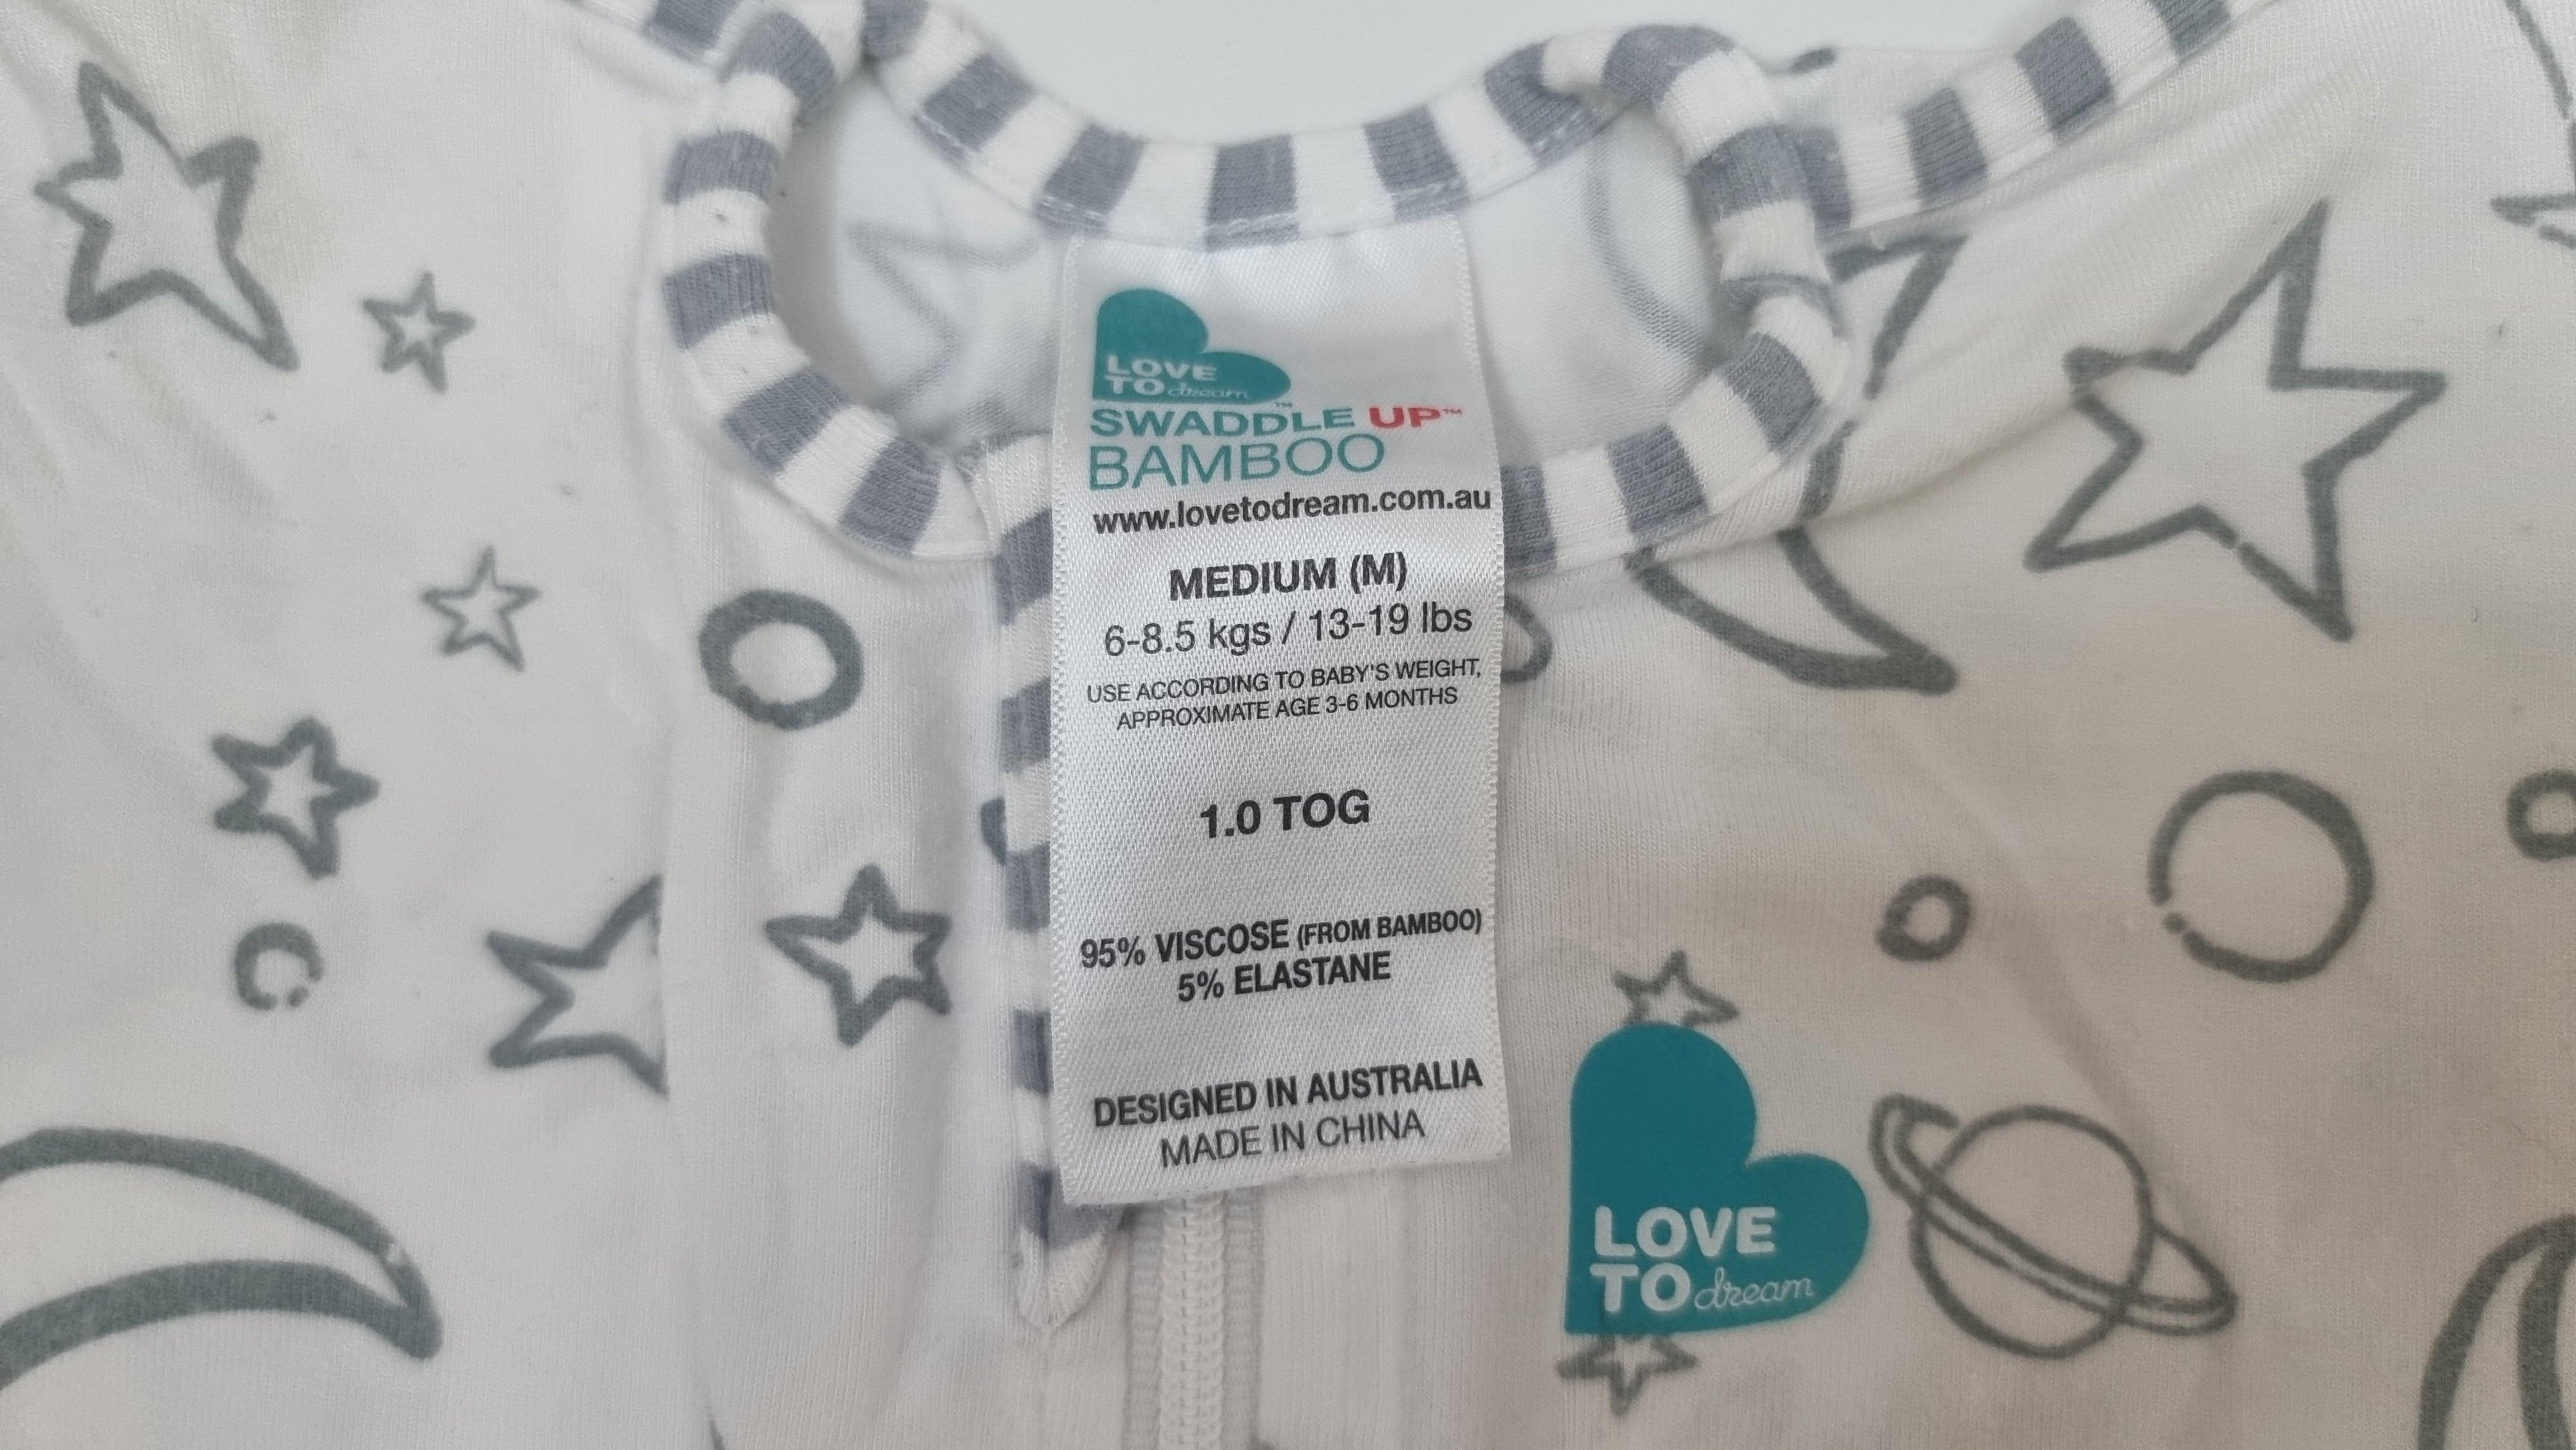 LOVE
TO dream
SWADDLE™ UP™
BAMBOO
www.lovetodream.com.au
MEDIUM (M)
6-8.5 kgs / 13-19 lbs
USE ACCORDING TO BABY'S WEIGHT,
APPROXIMATE AGE 3-6 MONTHS
1.0 TOG
95% VISCOSE (FROM BAMBOO)
5% ELASTANE
DESIGNED IN AUSTRALIA
MADE IN CHINA
LOVE
TO dream